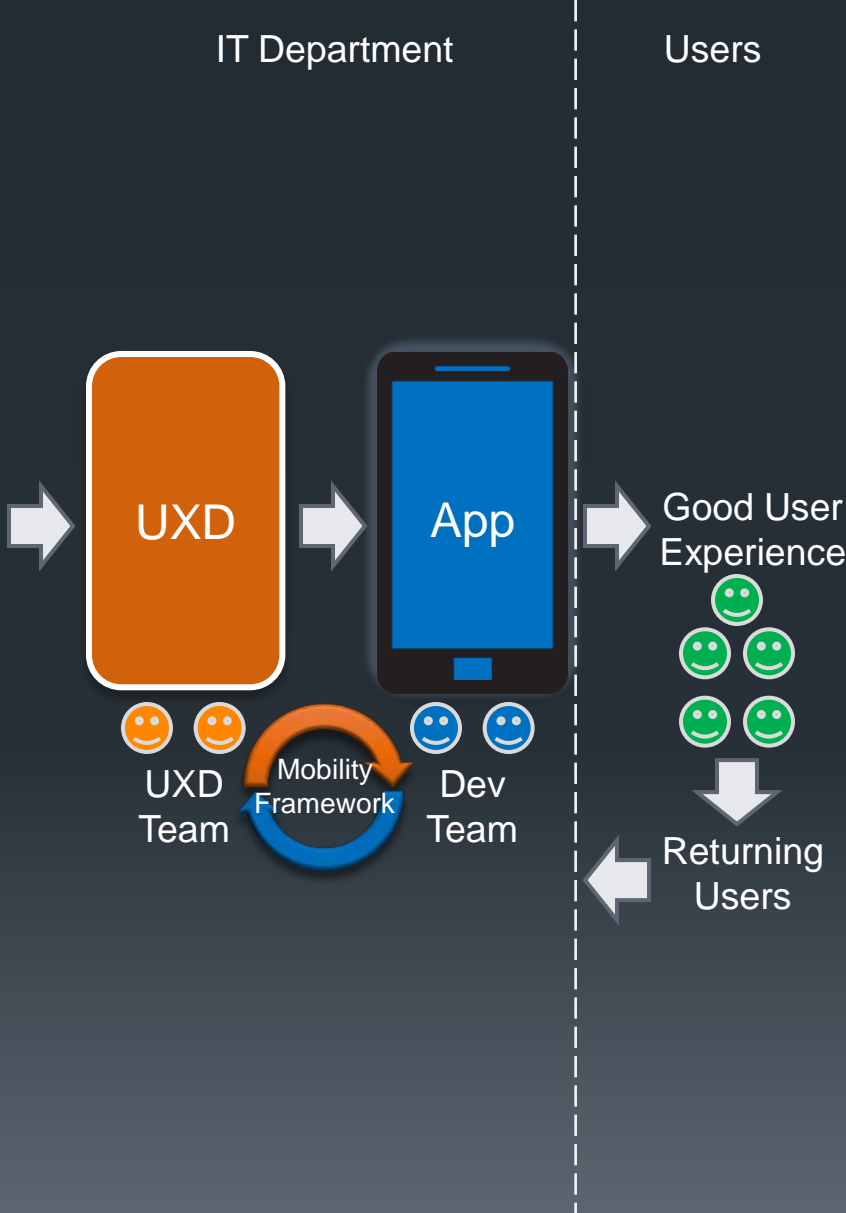 IT Department
Users
UXD
App
Good User
Experience
UXD
Team
Mobility
Framework
Dev
Team
Returning
Users